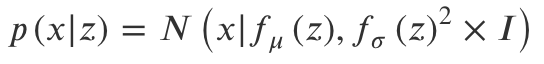 p(x|z) = N(x|f_μ(z), f_σ(z)² × I)